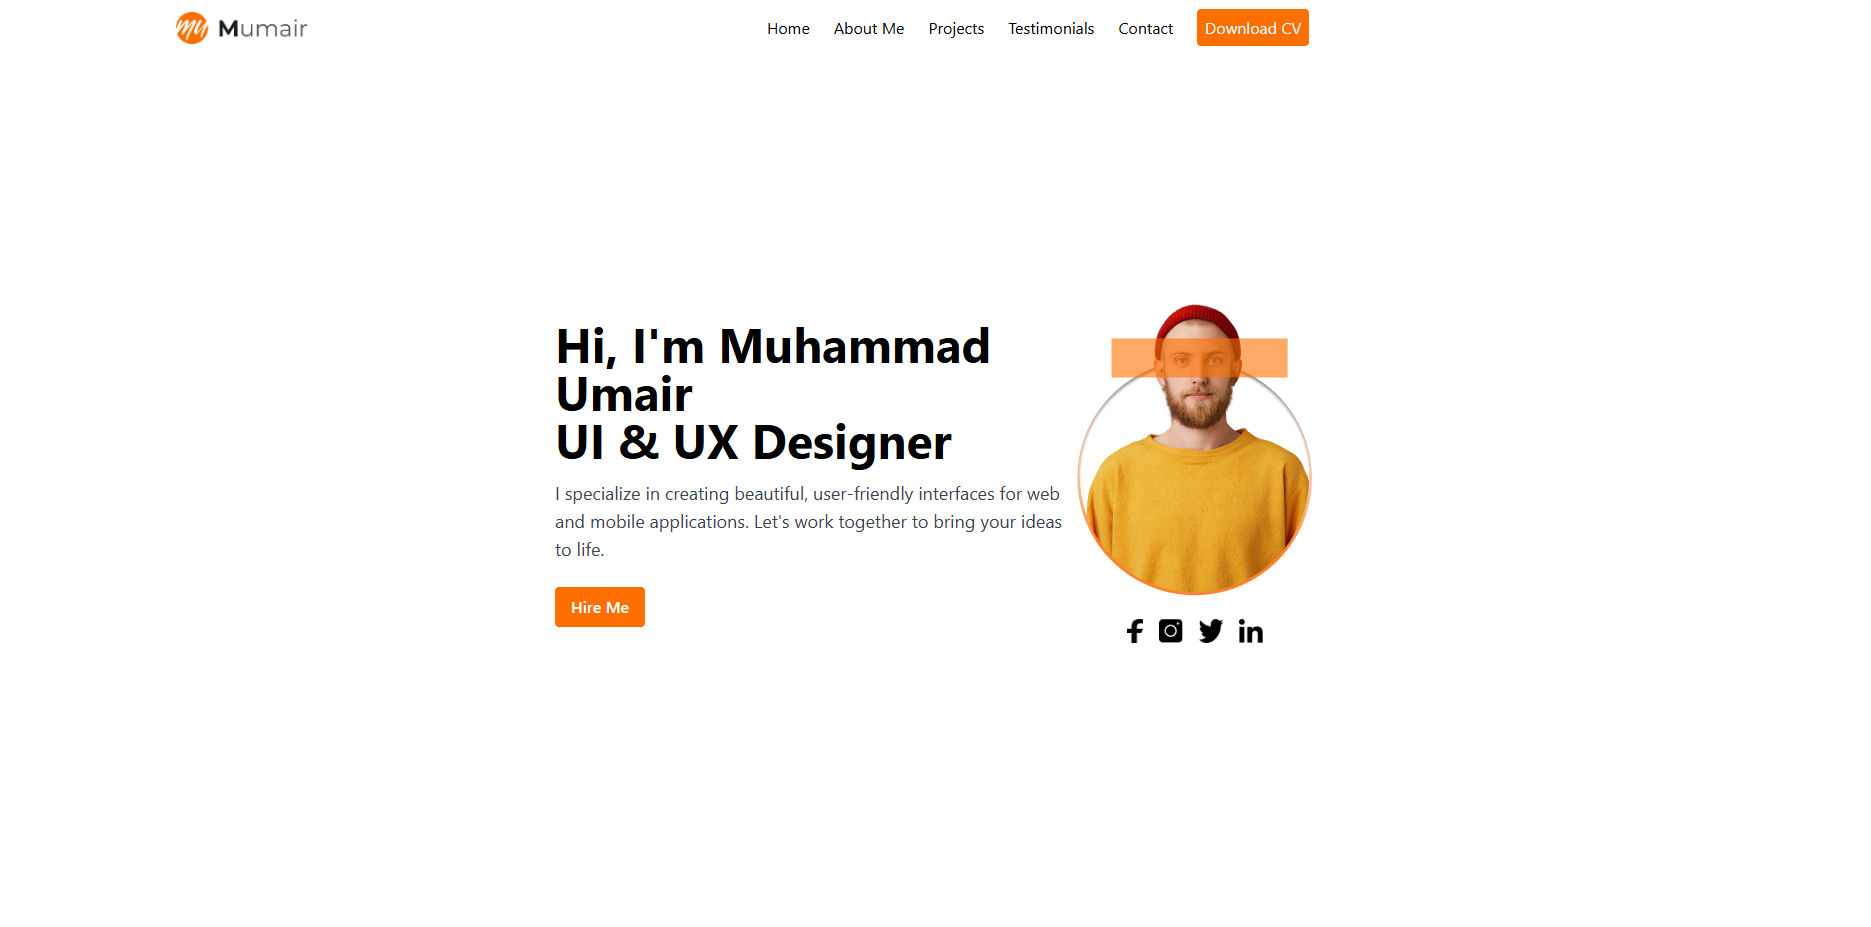 my Mumair
Home About Me Projects Testimonials Contact Download CV
Hi, I'm Muhammad
Umair
UI & UX Designer
I specialize in creating beautiful, user-friendly interfaces for web
and mobile applications. Let's work together to bring your ideas
to life.
Hire Me